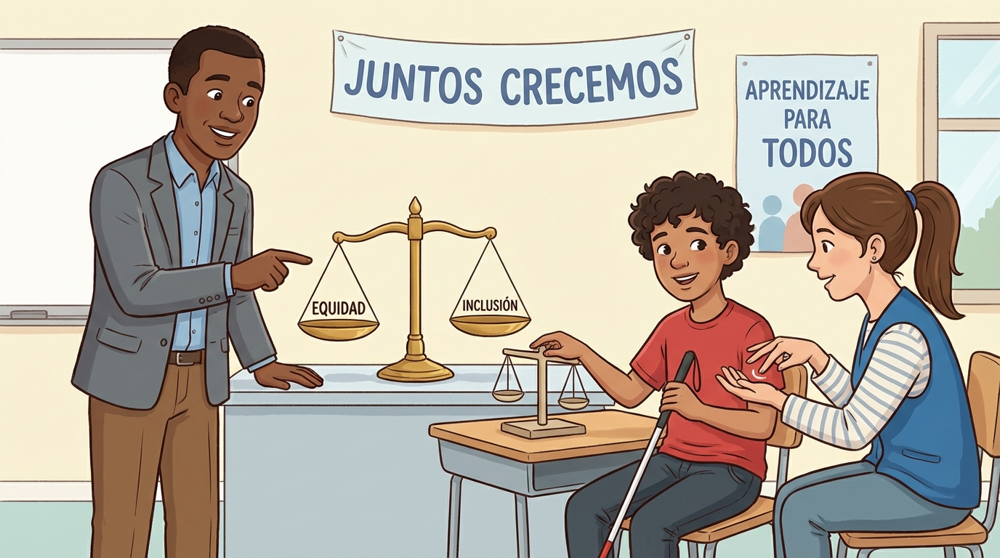 JUNTOS CRECEMOS
APRENDIZAJE
PARA
TODOS
EQUIDAD
INCLUSIÓN